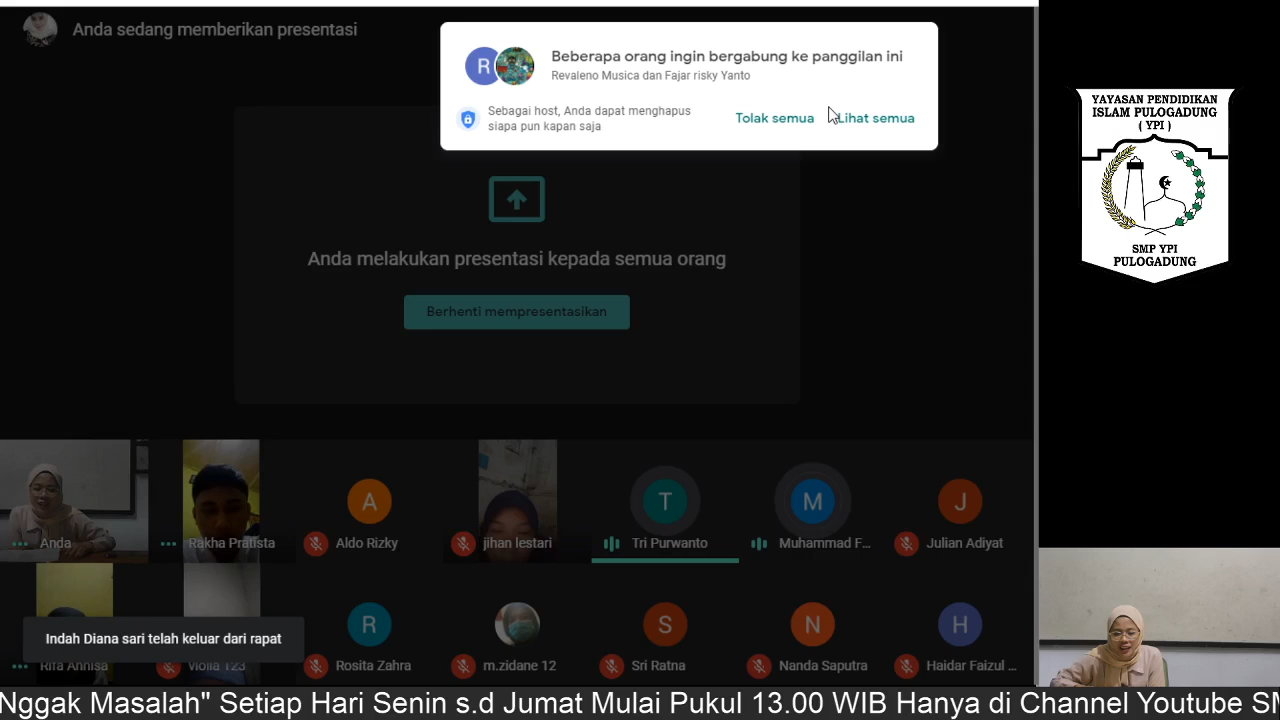 Anda sedang memberikan presentasi
R
Beberapa orang ingin bergabung ke panggilan ini
Revaleno Musica dan Fajar risky Yanto
Sebagai host, Anda dapat menghapus
siapa pun kapan saja
Tolak semua
Lihat semua
Anda melakukan presentasi kepada semua orang
Berhenti mempresentasikan
YAYASAN PENDIDIKAN
ISLAM PULOGADUNG
( YPI )
SMP YPI
PULOGADUNG
A
T
M
J
Anda
Rakha Pratista
Aldo Rizky
jihan lestari
Tri Purwanto
Muhammad F...
Julian Adiyat
Indah Diana sari telah keluar dari rapat
R
S
N
H
Rifa Annisa
Viola 123
Rosita Zahra
m.zidane 12
Sri Ratna
Nanda Saputra
Haidar Faizul ...
Nggak Masalah" Setiap Hari Senin s.d Jumat Mulai Pukul 13.00 WIB Hanya di Channel Youtube